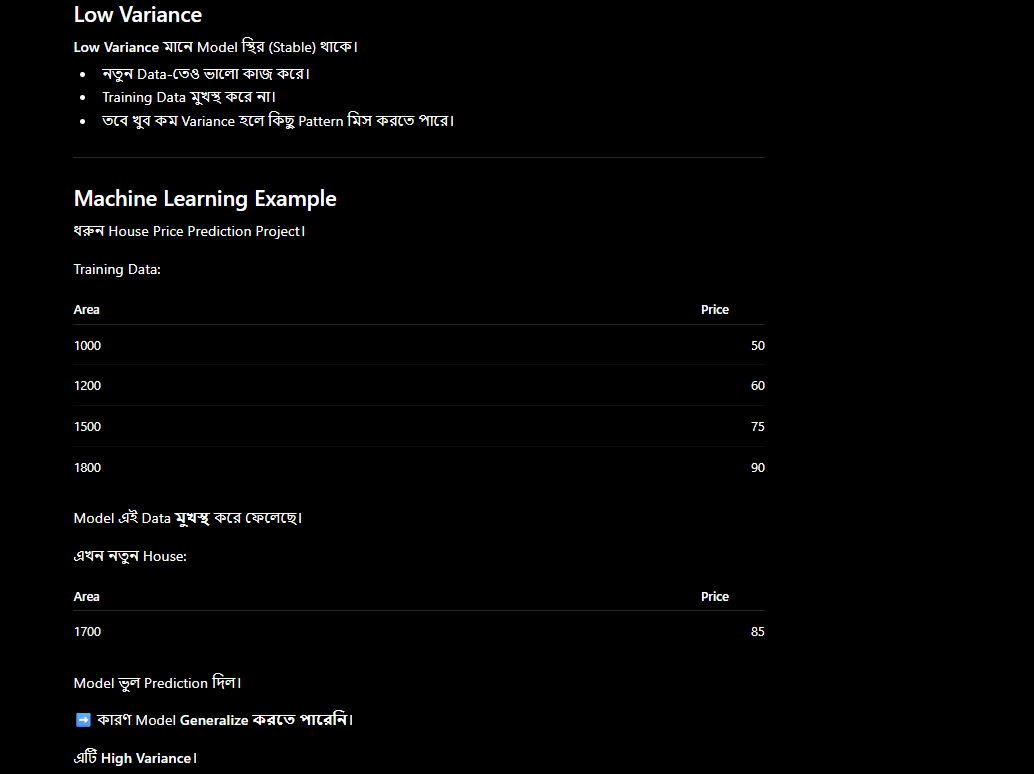 Low Variance
Low Variance মানে Model স্থির (Stable) থাকে।
• নতুন Data-তেও ভালো কাজ করে।
• Training Data মুখস্থ করে না।
• তবে খুব কম Variance হলে কিছু Pattern মিস করতে পারে।
Machine Learning Example
ধরুন House Price Prediction Project।
Training Data:
Area Price
1000 50
1200 60
1500 75
1800 90
Model এই Data মুখস্থ করে ফেলেছে।
এখন নতুন House:
Area Price
1700 85
Model ভুল Prediction দিল।
➡️ কারণ Model Generalize করতে পারেনি।
এটি High Variance।